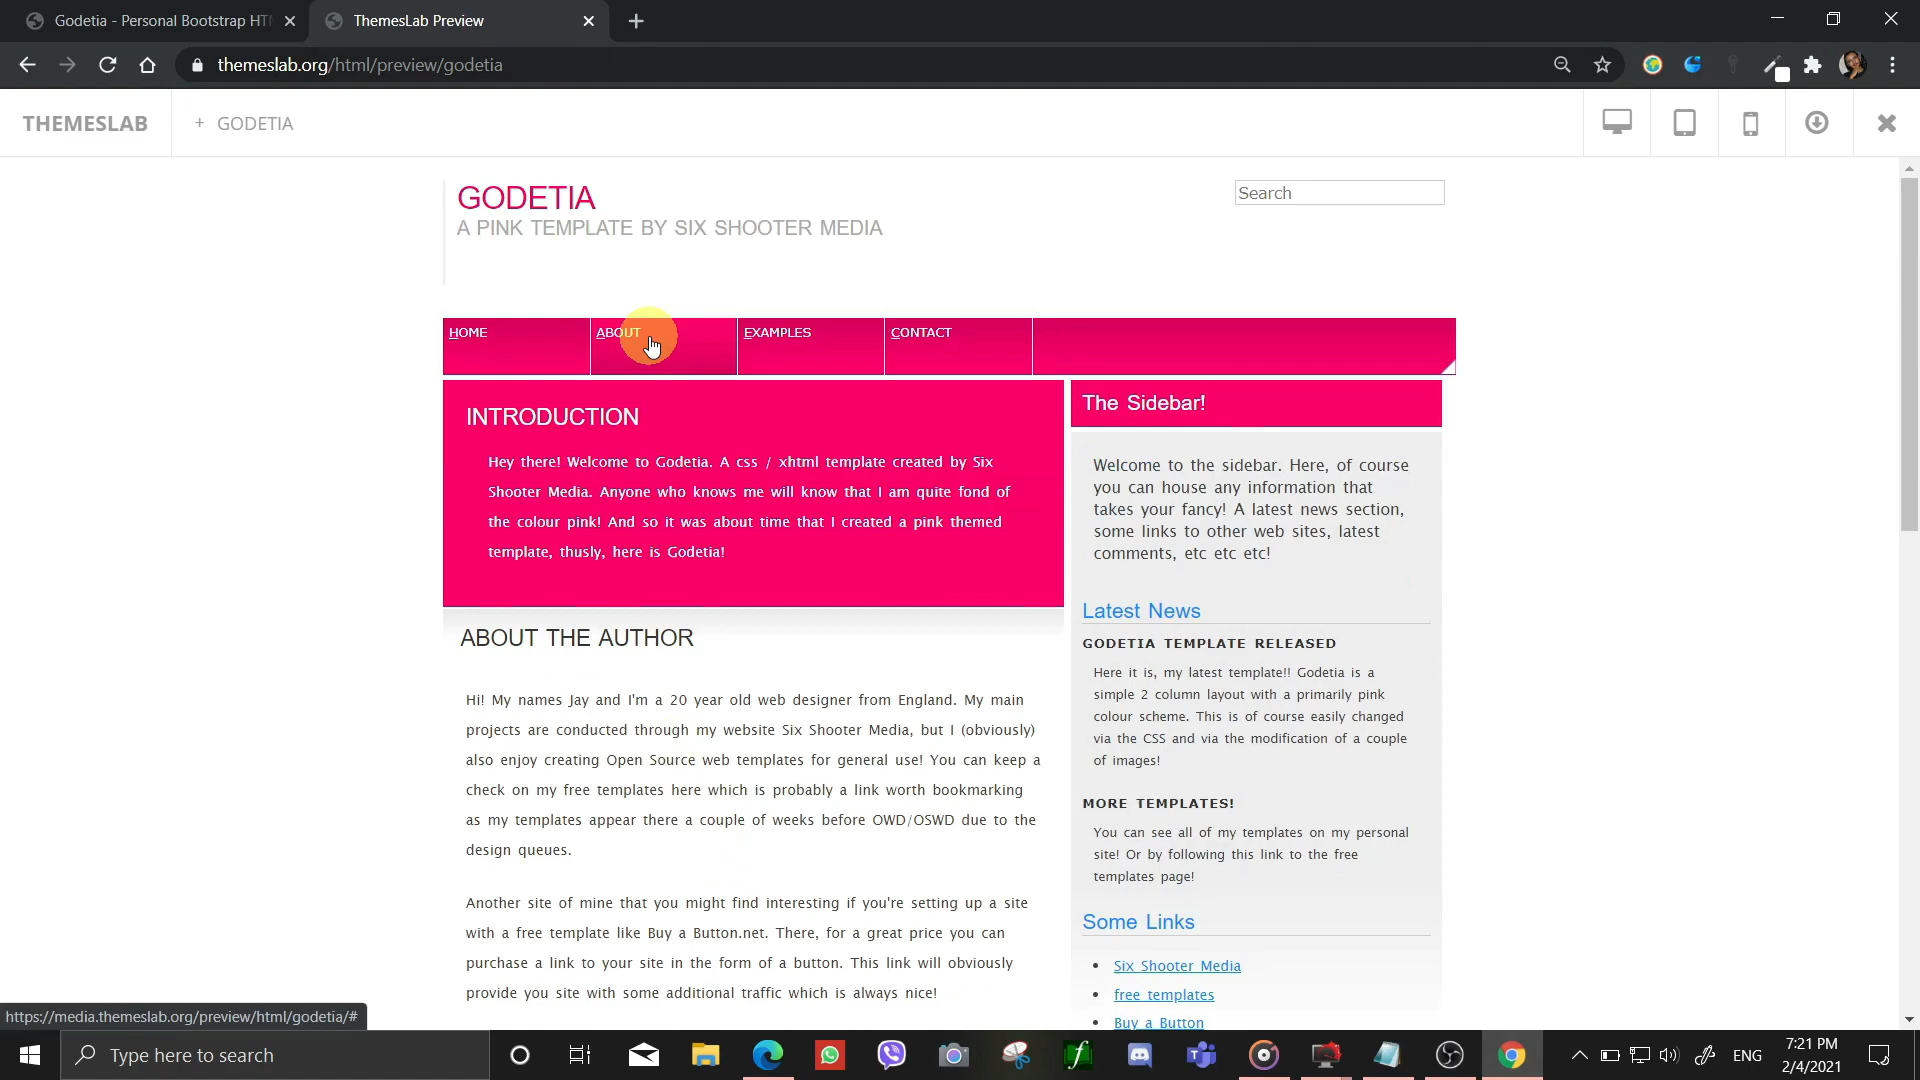 Godetia - Personal Bootstrap HT
ThemesLab Preview
themeslab.org/html/preview/godetia
THEMESLAB
+ GODETIA
GODETIA
A PINK TEMPLATE BY SIX SHOOTER MEDIA
Search
HOME
ABOUT
EXAMPLES
CONTACT
INTRODUCTION
Hey there! Welcome to Godetia. A css / xhtml template created by Six
Shooter Media. Anyone who knows me will know that I am quite fond of
the colour pink! And so it was about time that I created a pink themed
template, thusly, here is Godetia!
ABOUT THE AUTHOR
Hi! My names Jay and I'm a 20 year old web designer from England. My main
projects are conducted through my website Six Shooter Media, but I (obviously)
also enjoy creating Open Source web templates for general use! You can keep a
check on my free templates here which is probably a link worth bookmarking
as my templates appear there a couple of weeks before OWD/OSWD due to the
design queues.
Another site of mine that you might find interesting if you're setting up a site
with a free template like Buy a Button.net. There, for a great price you can
purchase a link to your site in the form of a button. This link will obviously
provide you site with some additional traffic which is always nice!
The Sidebar!
Welcome to the sidebar. Here, of course
you can house any information that
takes your fancy! A latest news section,
some links to other web sites, latest
comments, etc etc etc!
Latest News
GODETIA TEMPLATE RELEASED
Here it is, my latest template!! Godetia is a
simple 2 column layout with a primarily pink
colour scheme. This is of course easily changed
via the CSS and via the modification of a couple
of images!
MORE TEMPLATES!
You can see all of my templates on my personal
site! Or by following this link to the free
templates page!
Some Links
Six Shooter Media
free templates
Buy a Button
https://media.themeslab.org/preview/html/godetia/#
Type here to search
ENG
7:21 PM
2/4/2021